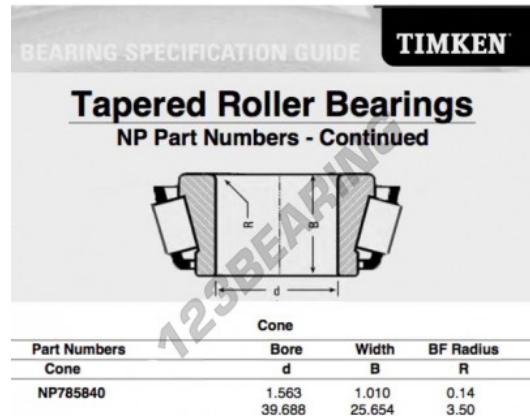 BEARING SPECIFICATION GUIDE
TIMKEN
Tapered Roller Bearings
NP Part Numbers - Continued
R
B
d
123BEARING
Cone
Part Numbers Bore Width BF Radius
Cone d B R
NP785840 1.563 1.010 0.14
39.688 25.654 3.50